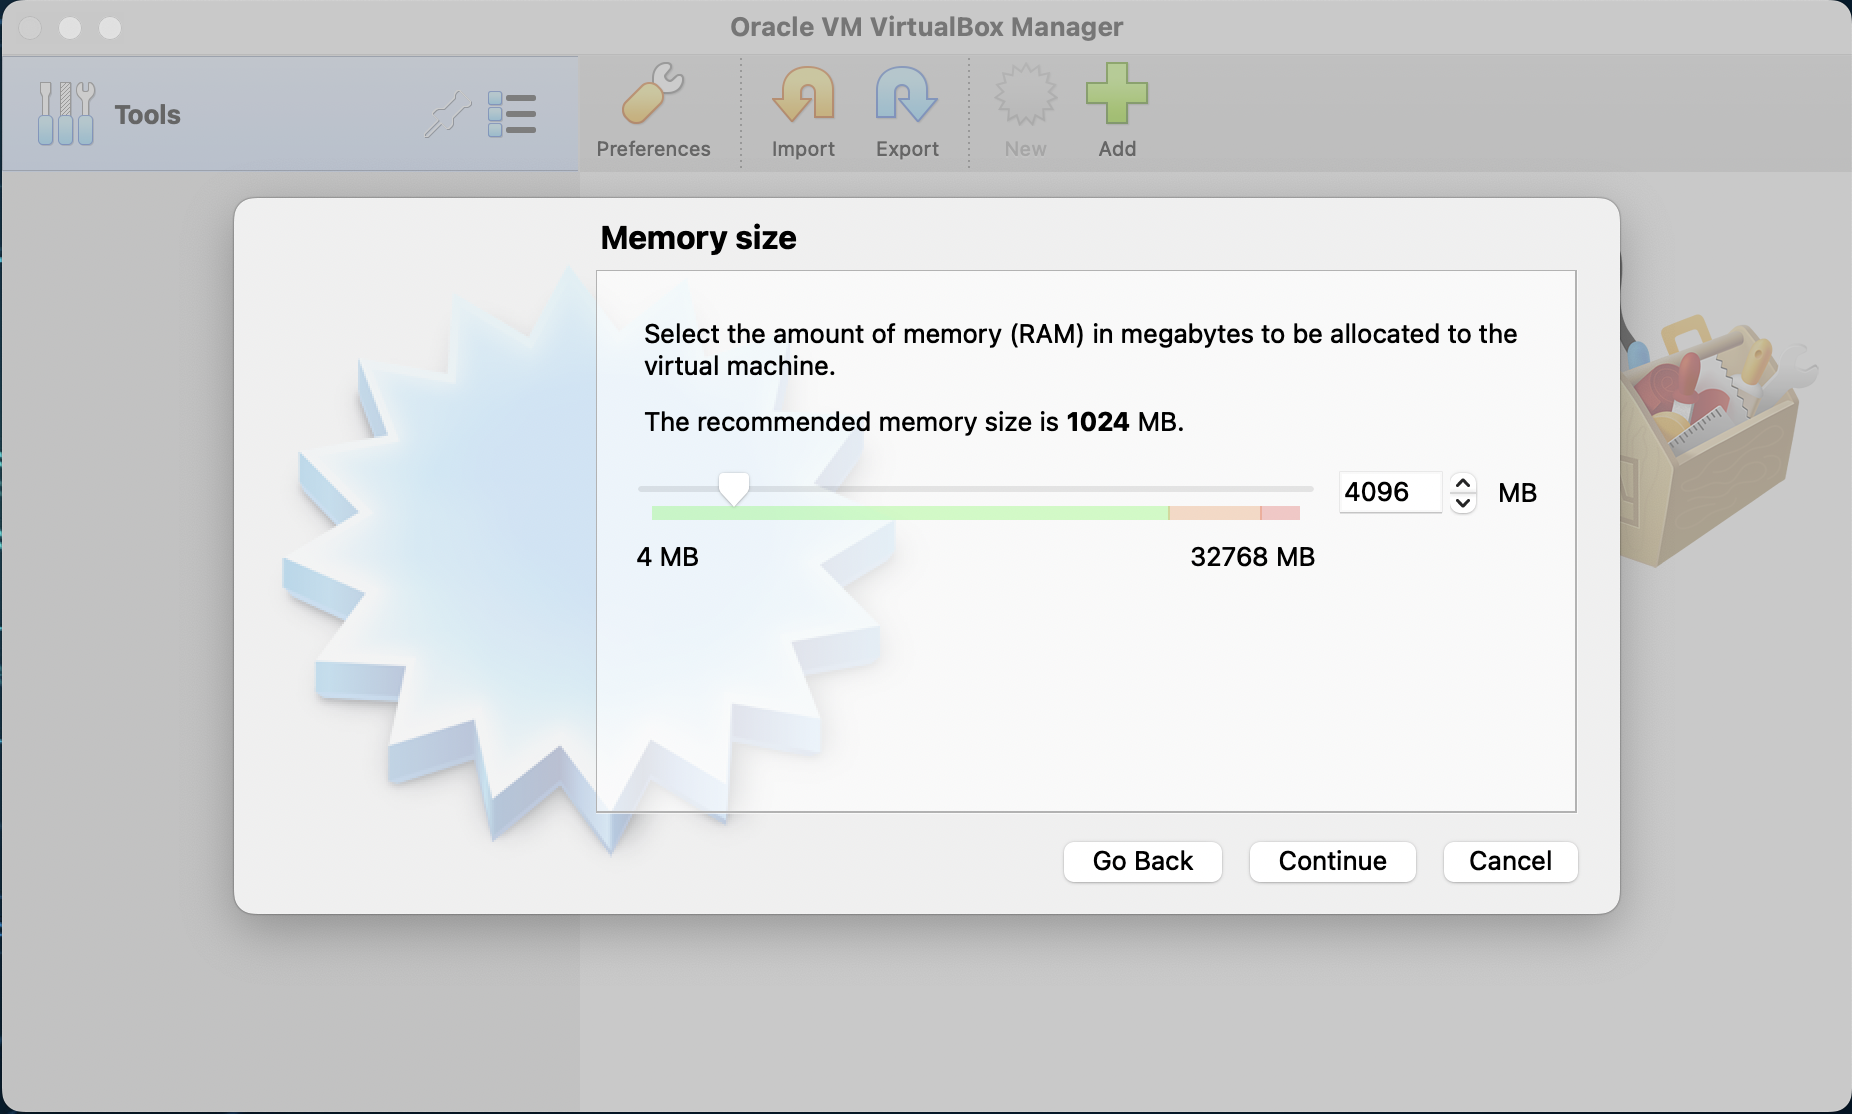 Oracle VM VirtualBox Manager
Tools
Preferences
Import
Export
New
Add
Memory size
Select the amount of memory (RAM) in megabytes to be allocated to the
virtual machine.
The recommended memory size is 1024 MB.
4096 MB
4 MB
32768 MB
Go Back
Continue
Cancel